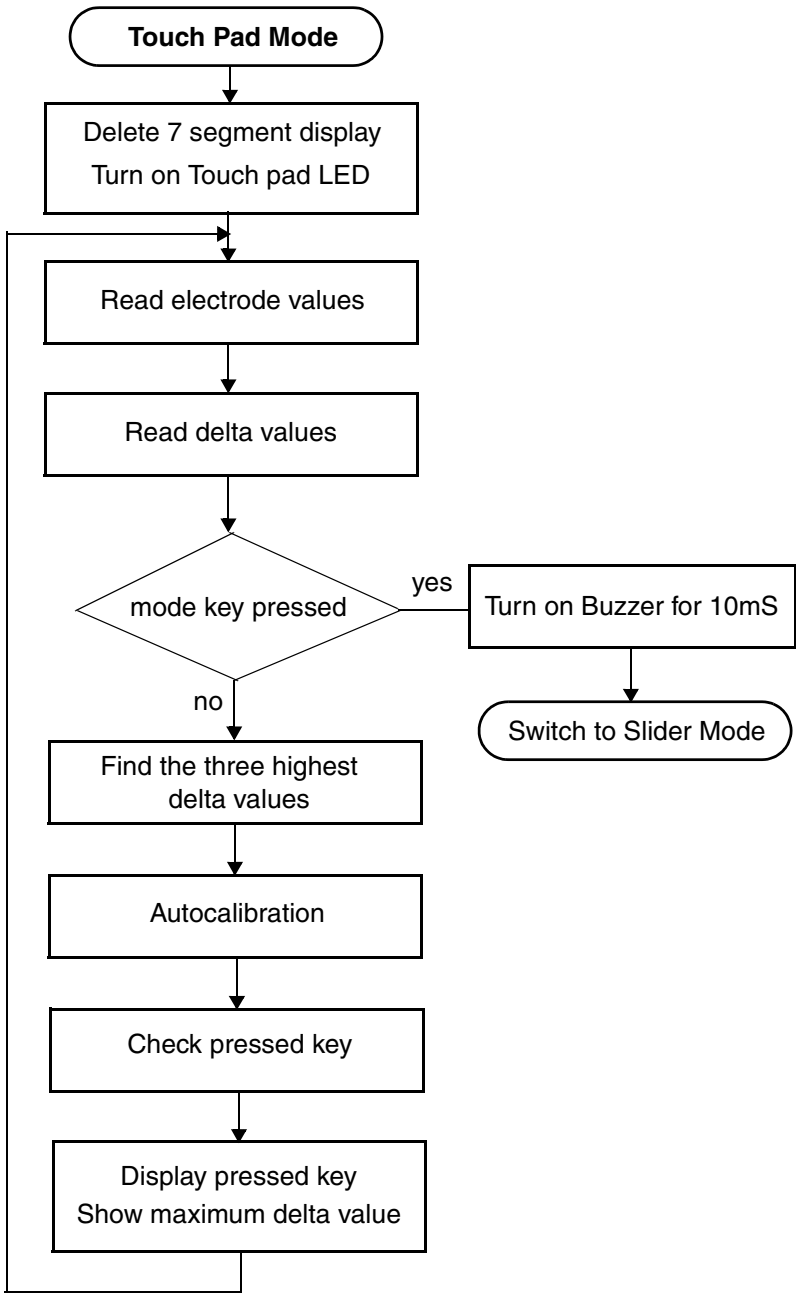 Touch Pad Mode
Delete 7 segment display
Turn on Touch pad LED
Read electrode values
Read delta values
mode key pressed
yes
Turn on Buzzer for 10mS
Switch to Slider Mode
no
Find the three highest
delta values
Autocalibration
Check pressed key
Display pressed key
Show maximum delta value